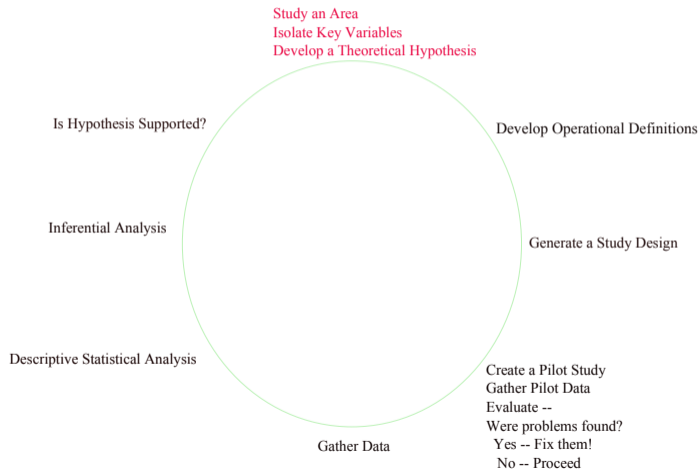 Study an Area
Isolate Key Variables
Develop a Theoretical Hypothesis
Develop Operational Definitions
Generate a Study Design
Create a Pilot Study
Gather Pilot Data
Evaluate --
Were problems found?
Yes -- Fix them!
No -- Proceed
Gather Data
Descriptive Statistical Analysis
Inferential Analysis
Is Hypothesis Supported?